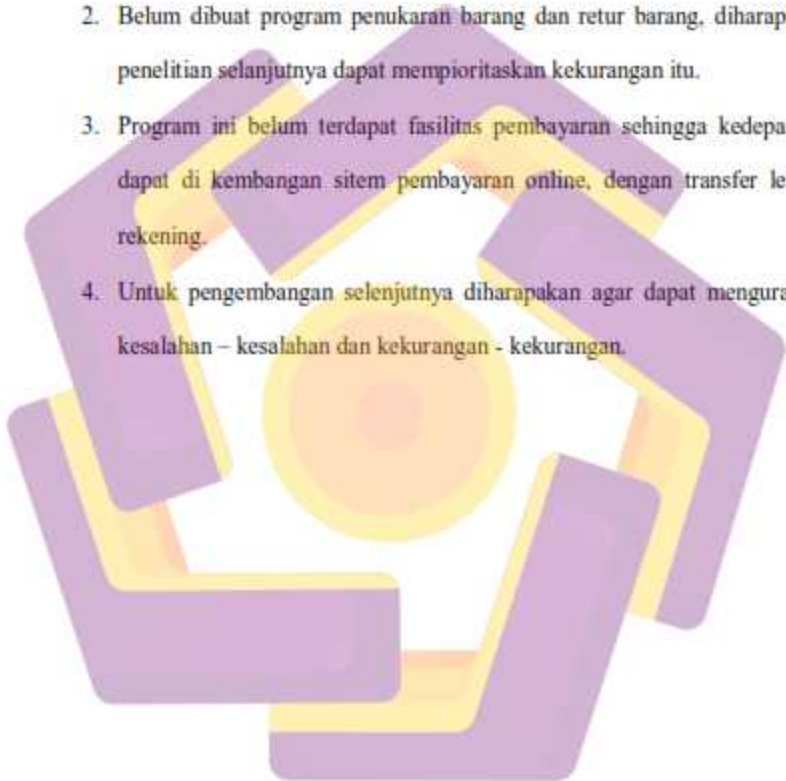 2. Belum dibuat program penukaran barang dan retur barang, diharap
penelitian selanjutnya dapat mempioritaskan kekurangan itu.
3. Program ini belum terdapat fasilitas pembayaran sehingga kedepa
dapat di kembangan sitem pembayaran online, dengan transfer le
rekening.
4. Untuk pengembangan selenjutnya diharapakan agar dapat mengura
kesalahan – kesalahan dan kekurangan - kekurangan.